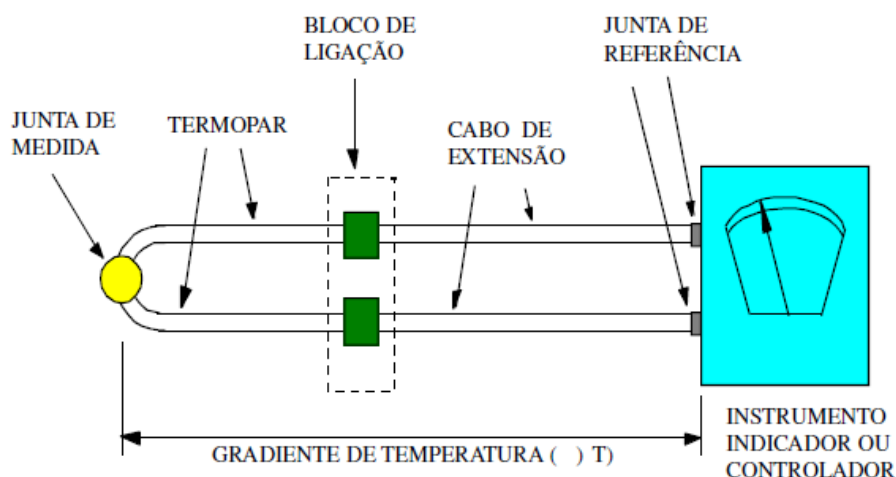 BLOCO DE
LIGAÇÃO
JUNTA DE
REFERÊNCIA
JUNTA DE
MEDIDA
TERMOPAR
CABO DE
EXTENSÃO
GRADIENTE DE TEMPERATURA ( ) T)
INSTRUMENTO
INDICADOR OU
CONTROLADOR